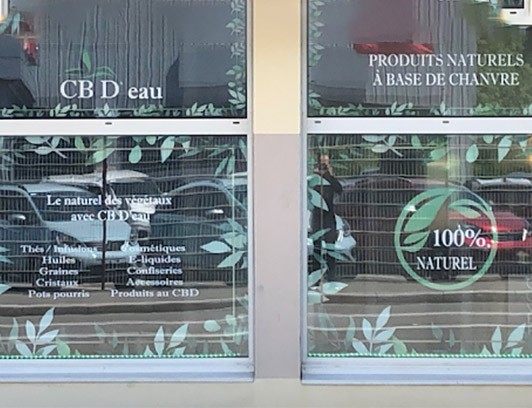 CB D'eau
PRODUITS NATURELS
À BASE DE CHANVRE
Le naturel des végétaux
avec CB D'eau
Thés / Infusions
Huiles
Graines
Cristaux
Pots pourris
Cosmétiques
E-liquides
Confiseries
Accessoires
Produits au CBD
100%
NATUREL